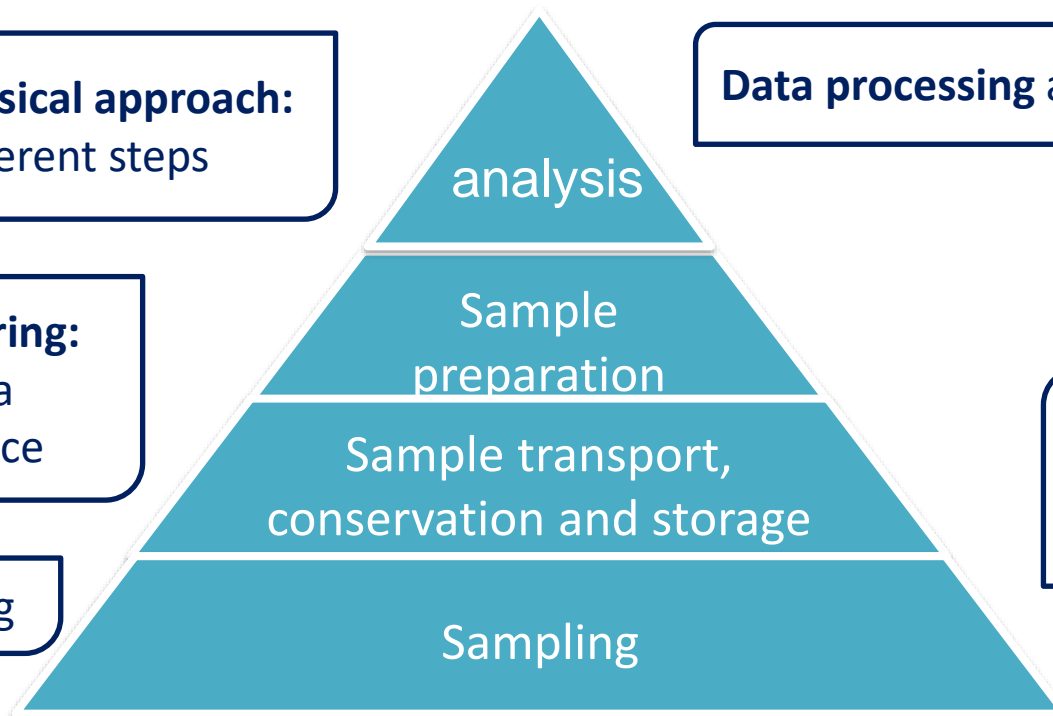 sical approach:
erent steps
Data processing a
analysis
ring:
a
ce
Sample
preparation
Sample transport,
conservation and storage
g
Sampling